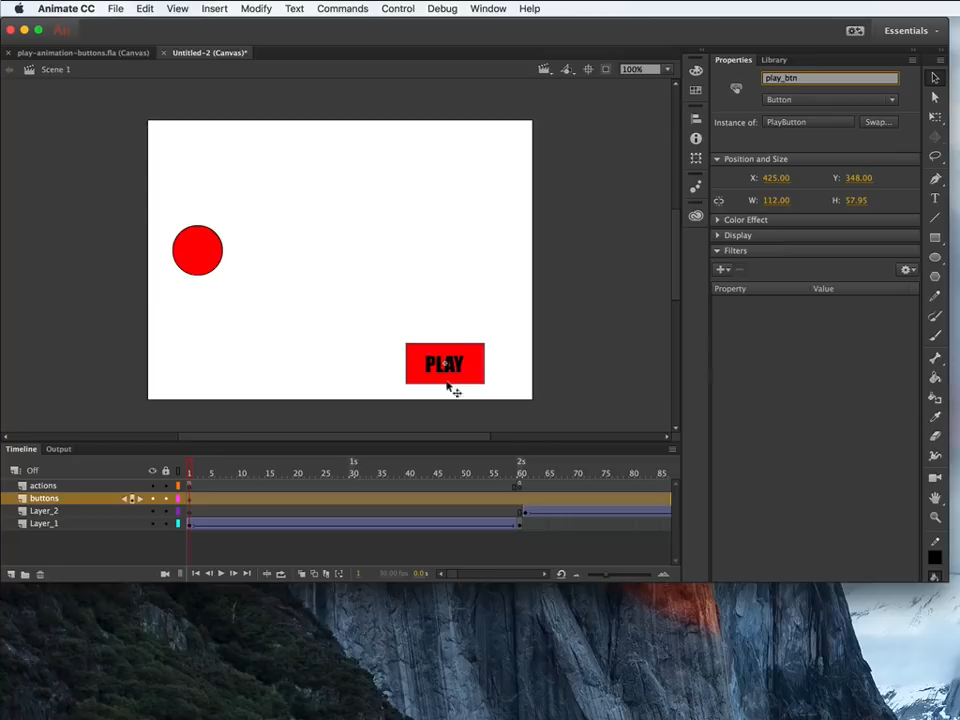 Animate CC File Edit View Insert Modify Text Commands Control Debug Window Help
An Essentials
play-animation-buttons.fla (Canvas) Untitled-2 (Canvas)*
Scene 1 100%
Properties Library
play_btn
Button
Instance of: PlayButton Swap...
Position and Size
X: 425.00 Y: 348.00
W: 112.00 H: 57.95
Color Effect
Display
Filters
Property Value
PLAY
Timeline Output
Off 1s 2s
1 5 10 15 20 25 30 35 40 45 50 55 60 65 70 75 80 85
actions
buttons
Layer_2
Layer_1
1 30.00 fps 0.0 s